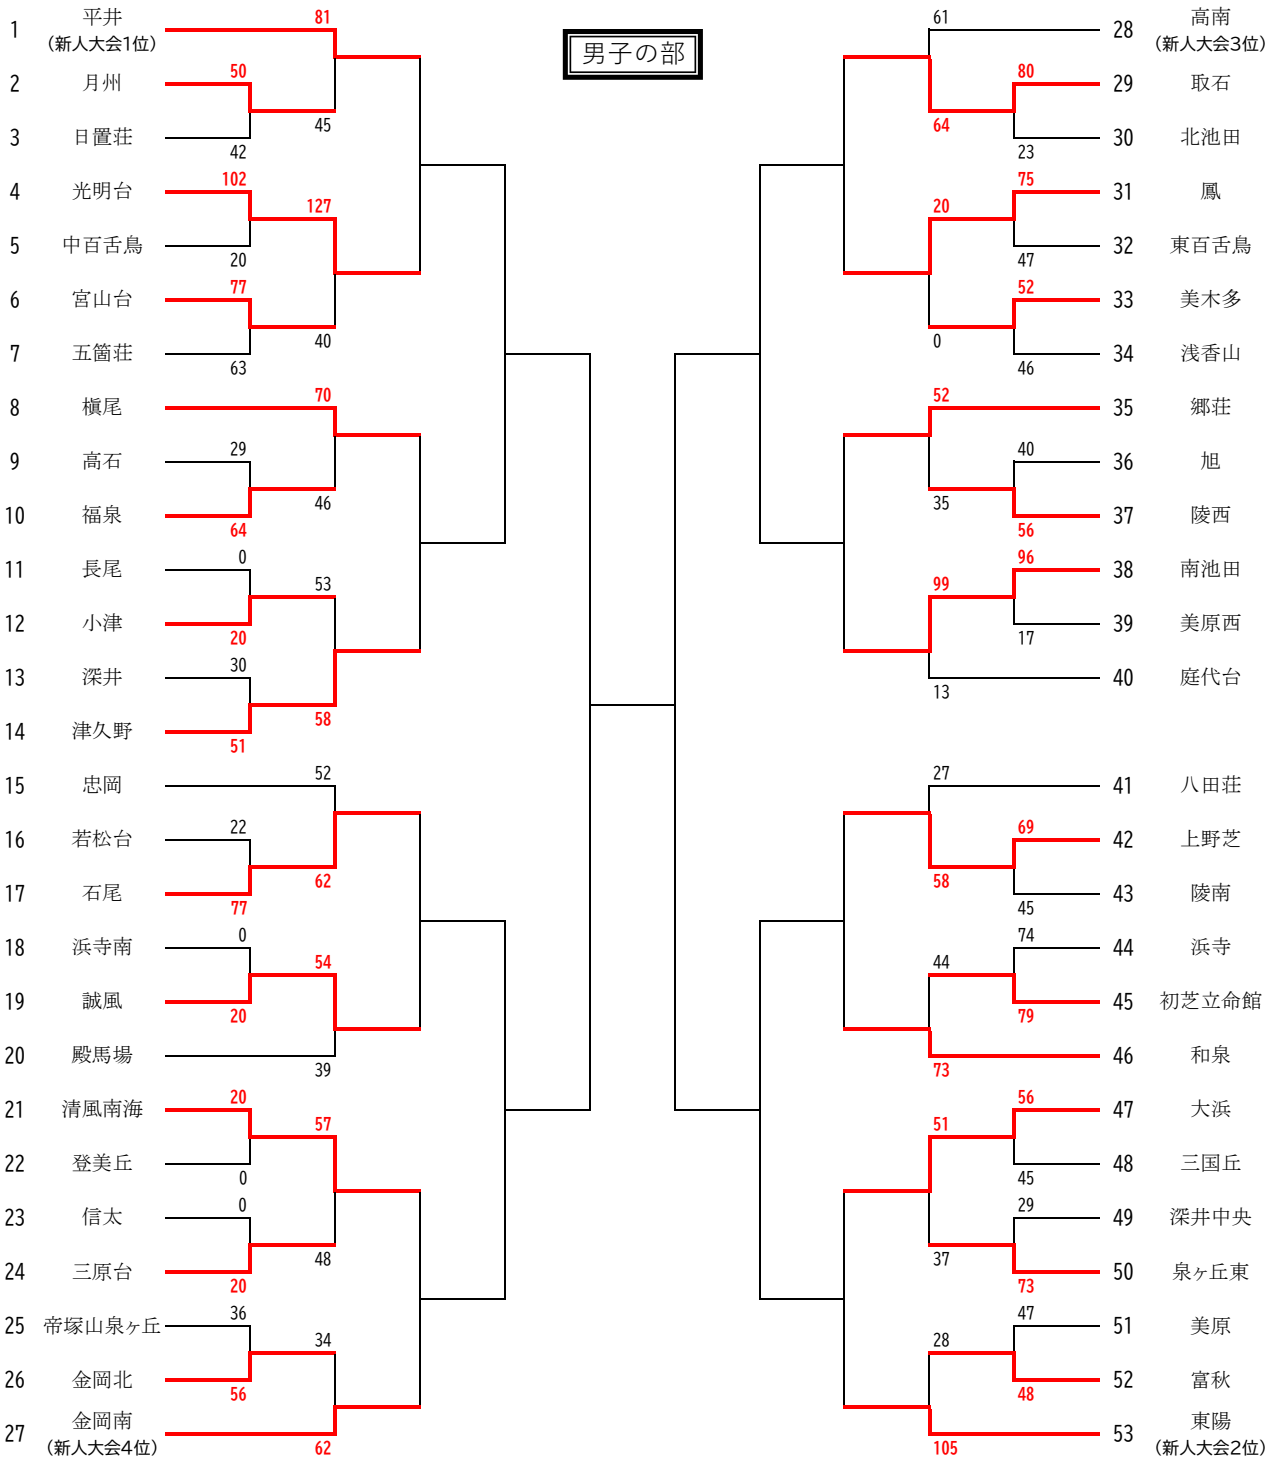 男子の部
1 平井 81
(新人大会1位)
50
2 月州
45
3 日置荘
42
102
4 光明台
127
5 中百舌鳥
20
77
6 宮山台
40
7 五箇荘
63
70
8 槇尾
29
9 高石
46
10 福泉
64
0
11 長尾
53
12 小津
20
30
13 深井
58
14 津久野
51
52
15 忠岡
22
16 若松台
62
17 石尾
77
0
18 浜寺南
54
19 誠風
20
20 殿馬場
39
20
21 清風南海
57
22 登美丘
0
0
23 信太
48
24 三原台
20
36
25 帝塚山泉ヶ丘
34
26 金岡北
56
27 金岡南
(新人大会4位)
62
61
28 高南
(新人大会3位)
80
29 取石
64
30 北池田
23
75
31 鳳
20
32 東百舌鳥
47
52
33 美木多
0
34 浅香山
46
52
35 郷荘
40
36 旭
35
37 陵西
56
96
38 南池田
99
39 美原西
17
40 庭代台
13
27
41 八田荘
69
42 上野芝
58
43 陵南
45
74
44 浜寺
44
45 初芝立命館
79
46 和泉
73
56
47 大浜
51
48 三国丘
45
29
49 深井中央
37
50 泉ヶ丘東
73
47
51 美原
28
52 富秋
48
53 東陽
(新人大会2位)
105